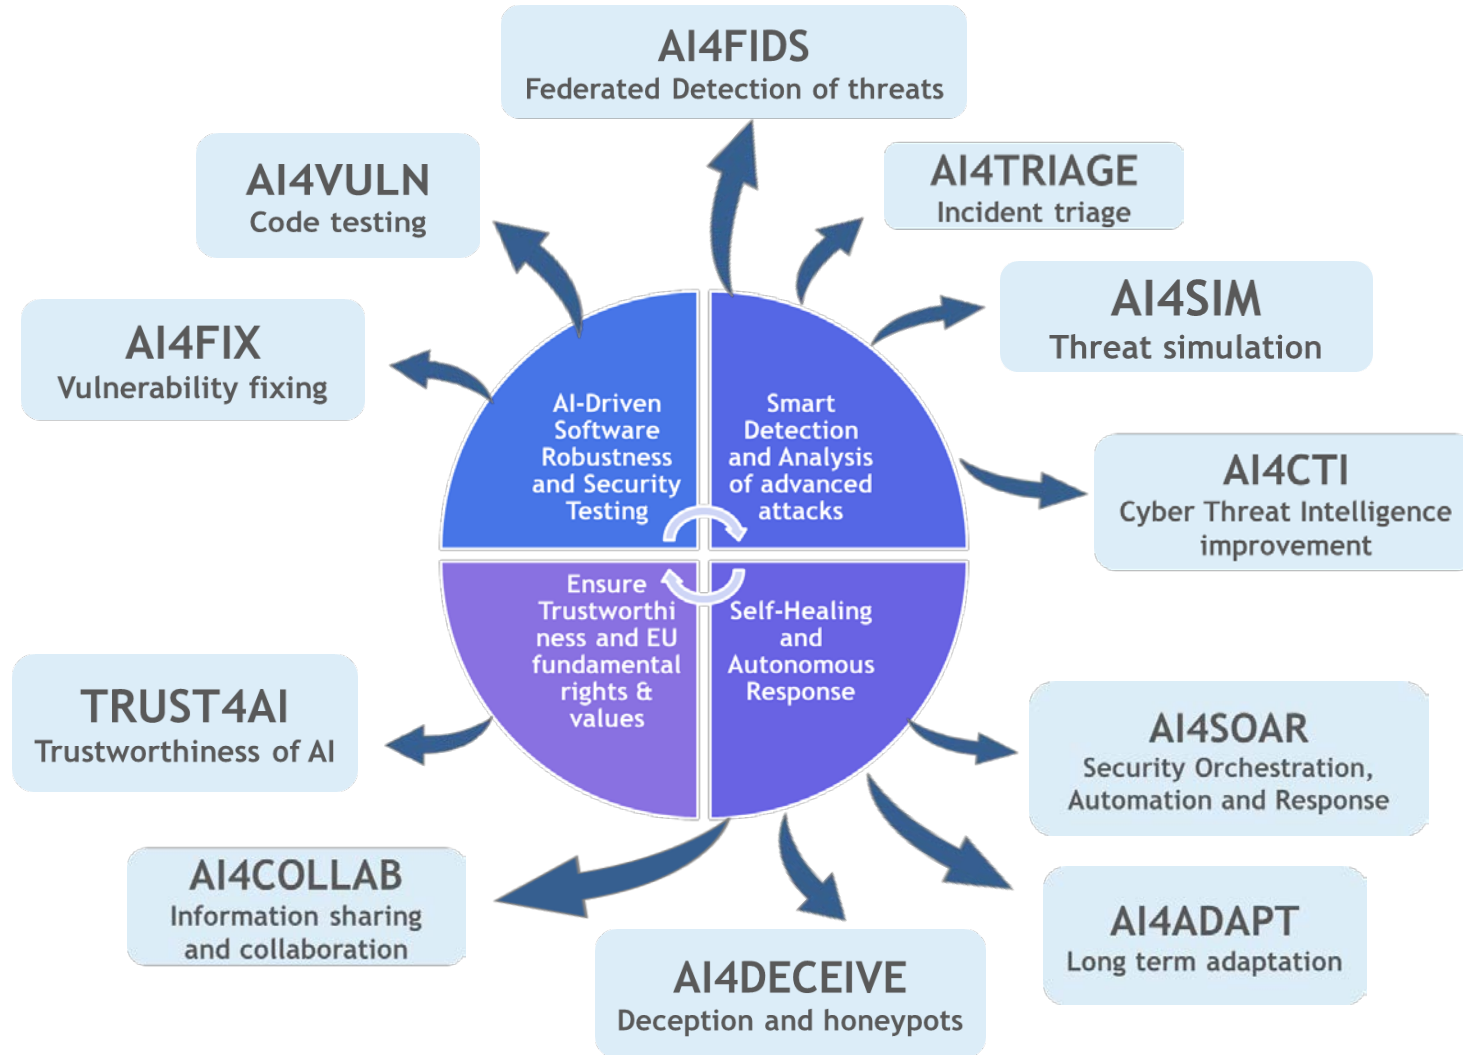 AI4FIDS
Federated Detection of threats
AI4VULN
Code testing
AI4TRIAGE
Incident triage
AI4SIM
Threat simulation
AI4FIX
Vulnerability fixing
AI4CTI
Cyber Threat Intelligence
improvement
AI-Driven
Software
Robustness
and Security
Testing
Smart
Detection
and Analysis
of advanced
attacks
Ensure
Trustworthi
ness and EU
fundamental
rights &
values
Self-Healing
and
Autonomous
Response
TRUST4AI
Trustworthiness of AI
AI4SOAR
Security Orchestration,
Automation and Response
AI4COLLAB
Information sharing
and collaboration
AI4ADAPT
Long term adaptation
AI4DECEIVE
Deception and honeypots